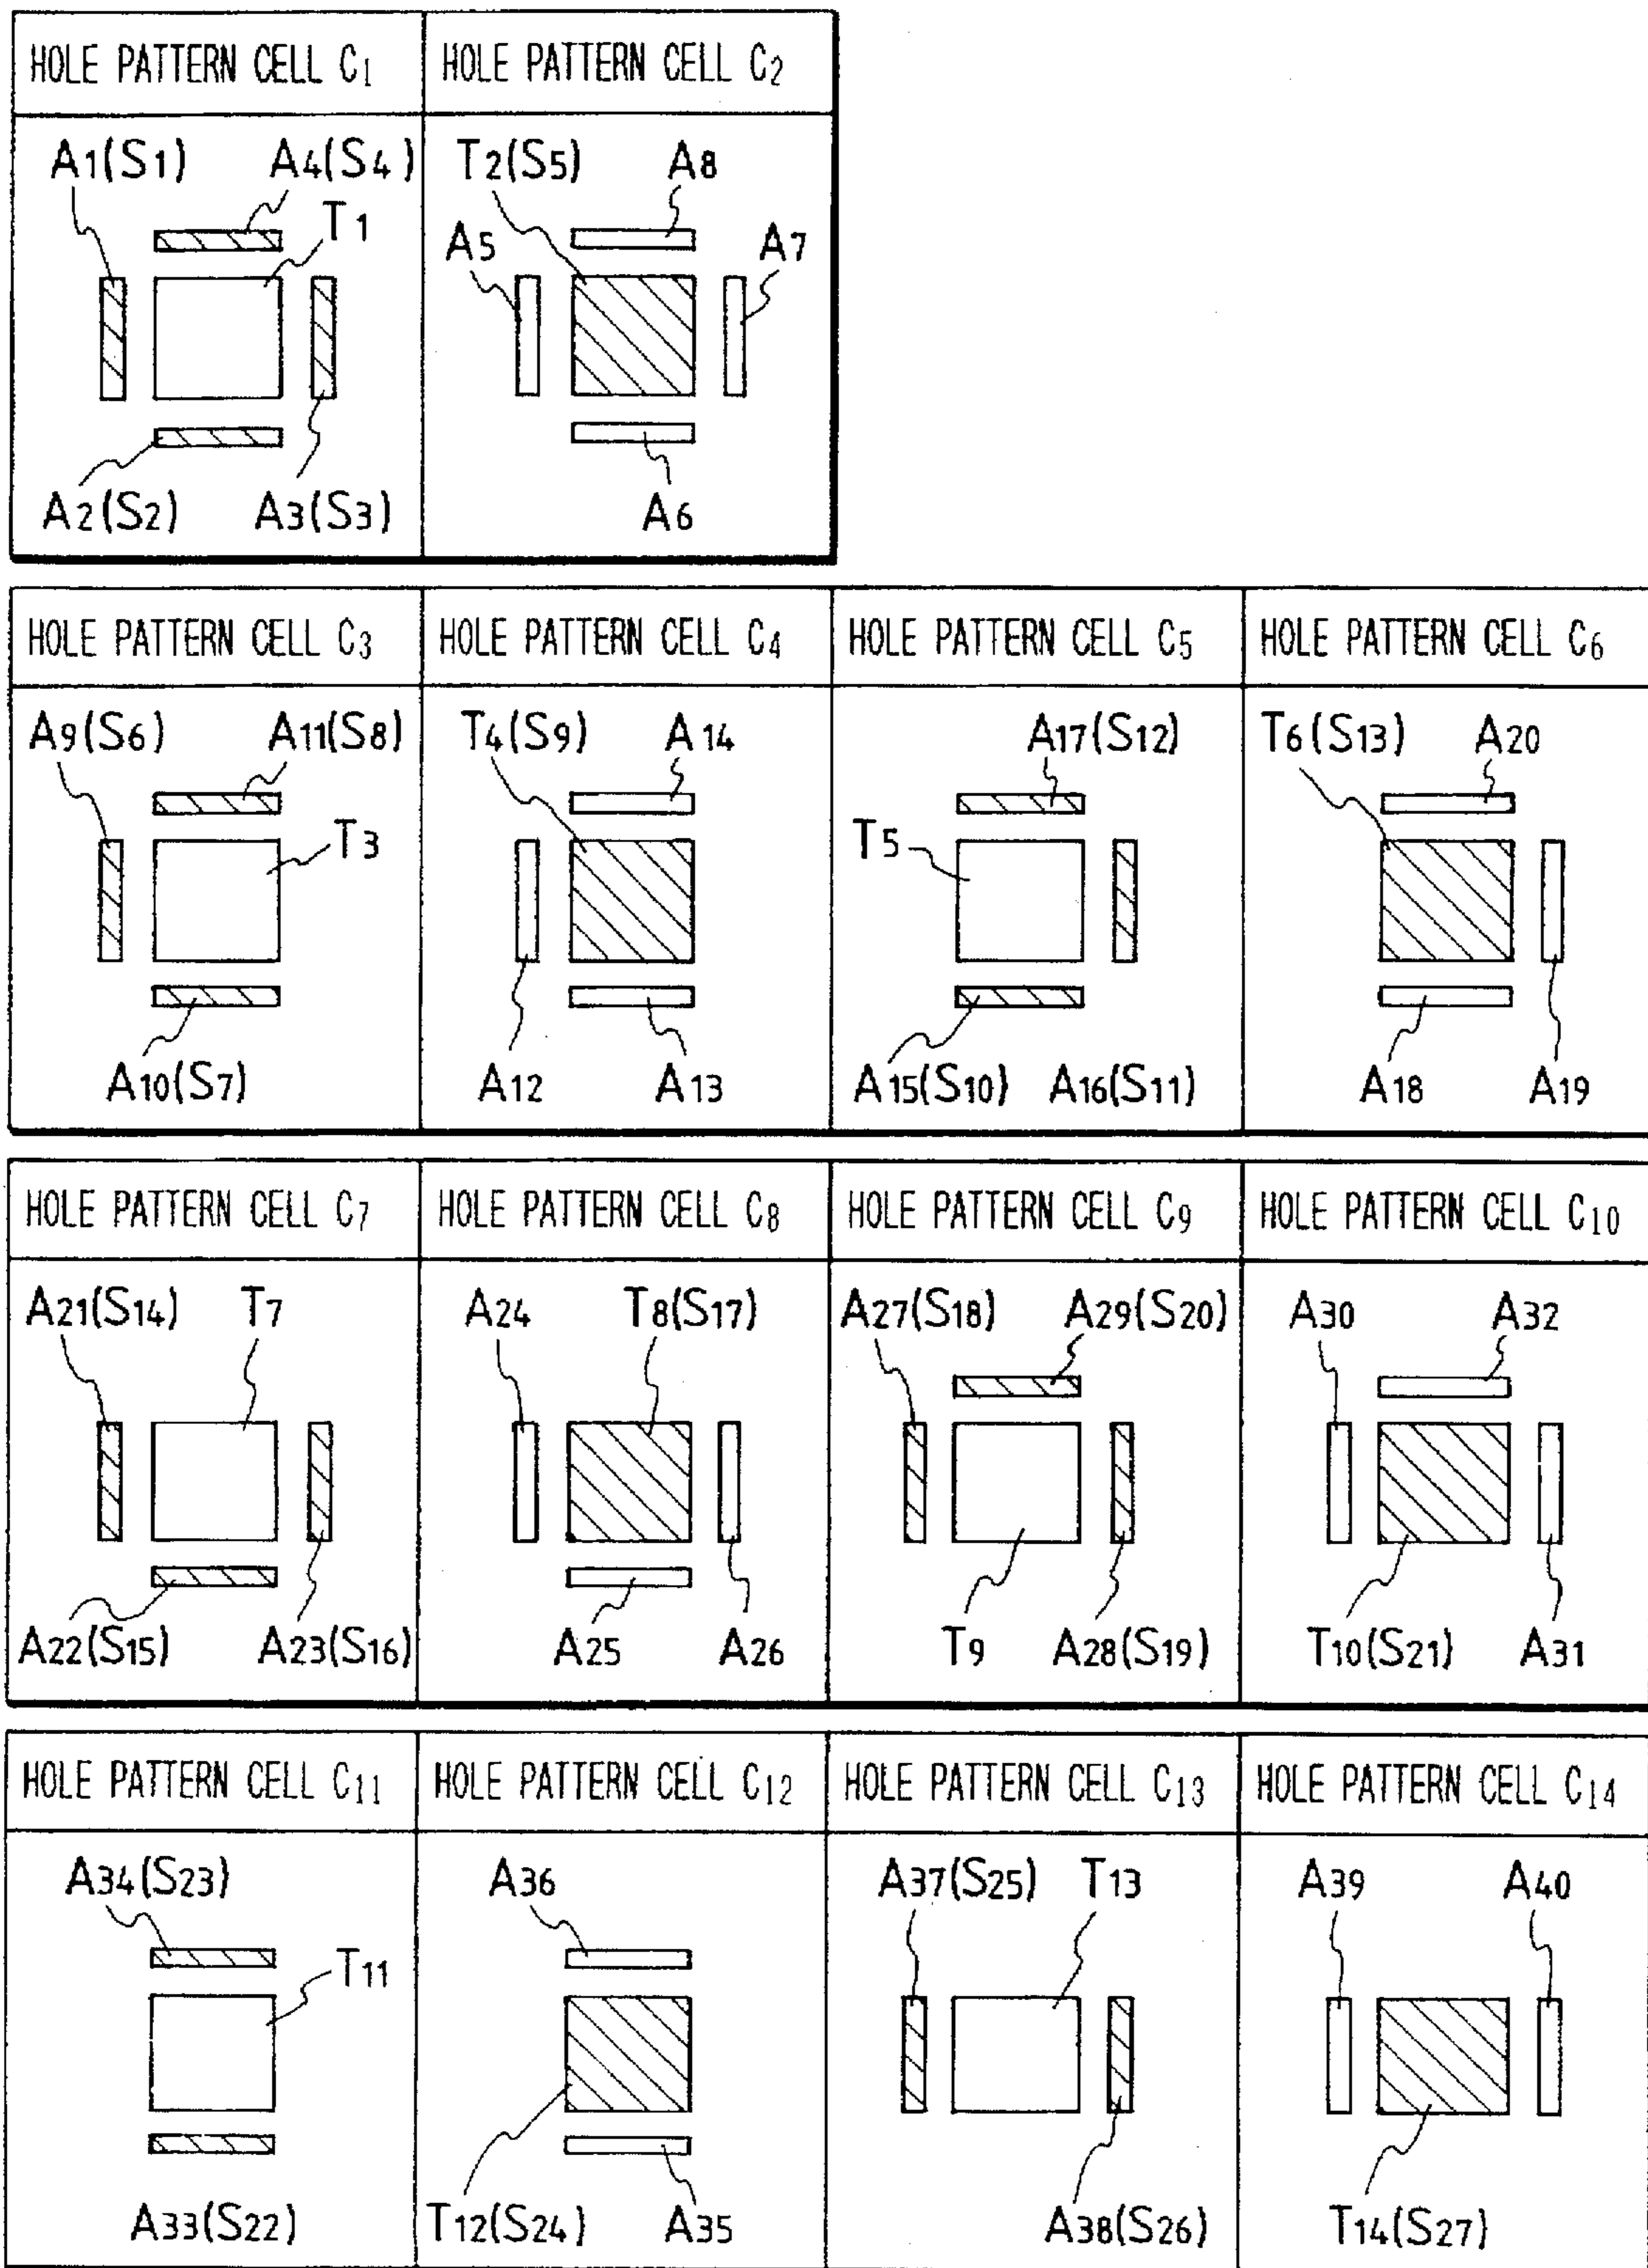 HOLE PATTERN CELL C1
HOLE PATTERN CELL C2
A1(S1) A4(S4)
T1
A2(S2) A3(S3)
T2(S5) A8
A5 A7
A6
HOLE PATTERN CELL C3
HOLE PATTERN CELL C4
HOLE PATTERN CELL C5
HOLE PATTERN CELL C6
A9(S6) A11(S8)
T3
A10(S7)
T4(S9) A14
A12 A13
A17(S12)
T5
A15(S10) A16(S11)
T6(S13) A20
A18 A19
HOLE PATTERN CELL C7
HOLE PATTERN CELL C8
HOLE PATTERN CELL C9
HOLE PATTERN CELL C10
A21(S14) T7
A22(S15) A23(S16)
A24 T8(S17)
A25 A26
A27(S18) A29(S20)
T9 A28(S19)
A30 A32
T10(S21) A31
HOLE PATTERN CELL C11
HOLE PATTERN CELL C12
HOLE PATTERN CELL C13
HOLE PATTERN CELL C14
A34(S23)
T11
A33(S22)
A36
T12(S24) A35
A37(S25) T13
A38(S26)
A39 A40
T14(S27)